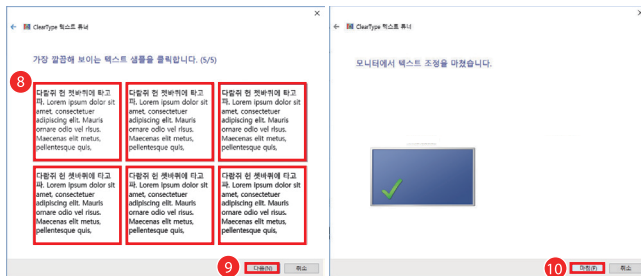 ClearType 텍스트 튜너
가장 깔끔해 보이는 텍스트 샘플을 클릭합니다. (5/5)
8
다람쥐 헌 쳇바퀴에 타고
파. Lorem ipsum dolor sit
amet, consectetuer
adipiscing elit. Mauris
ornare odio vel risus.
Maecenas elit metus,
pellentesque quis,
다람쥐 헌 쳇바퀴에 타고
파. Lorem ipsum dolor sit
amet, consectetuer
adipiscing elit. Mauris
ornare odio vel risus.
Maecenas elit metus,
pellentesque quis,
다람쥐 헌 쳇바퀴에 타고
파. Lorem ipsum dolor sit
amet, consectetuer
adipiscing elit. Mauris
ornare odio vel risus.
Maecenas elit metus,
pellentesque quis,
다람쥐 헌 쳇바퀴에 타고
파. Lorem ipsum dolor sit
amet, consectetuer
adipiscing elit. Mauris
ornare odio vel risus.
Maecenas elit metus,
pellentesque quis,
다람쥐 헌 쳇바퀴에 타고
파. Lorem ipsum dolor sit
amet, consectetuer
adipiscing elit. Mauris
ornare odio vel risus.
Maecenas elit metus,
pellentesque quis,
다람쥐 헌 쳇바퀴에 타고
파. Lorem ipsum dolor sit
amet, consectetuer
adipiscing elit. Mauris
ornare odio vel risus.
Maecenas elit metus,
pellentesque quis,
9 다음(N) 취소
ClearType 텍스트 튜너
모니터에서 텍스트 조정을 마쳤습니다.
10 마침(F) 취소